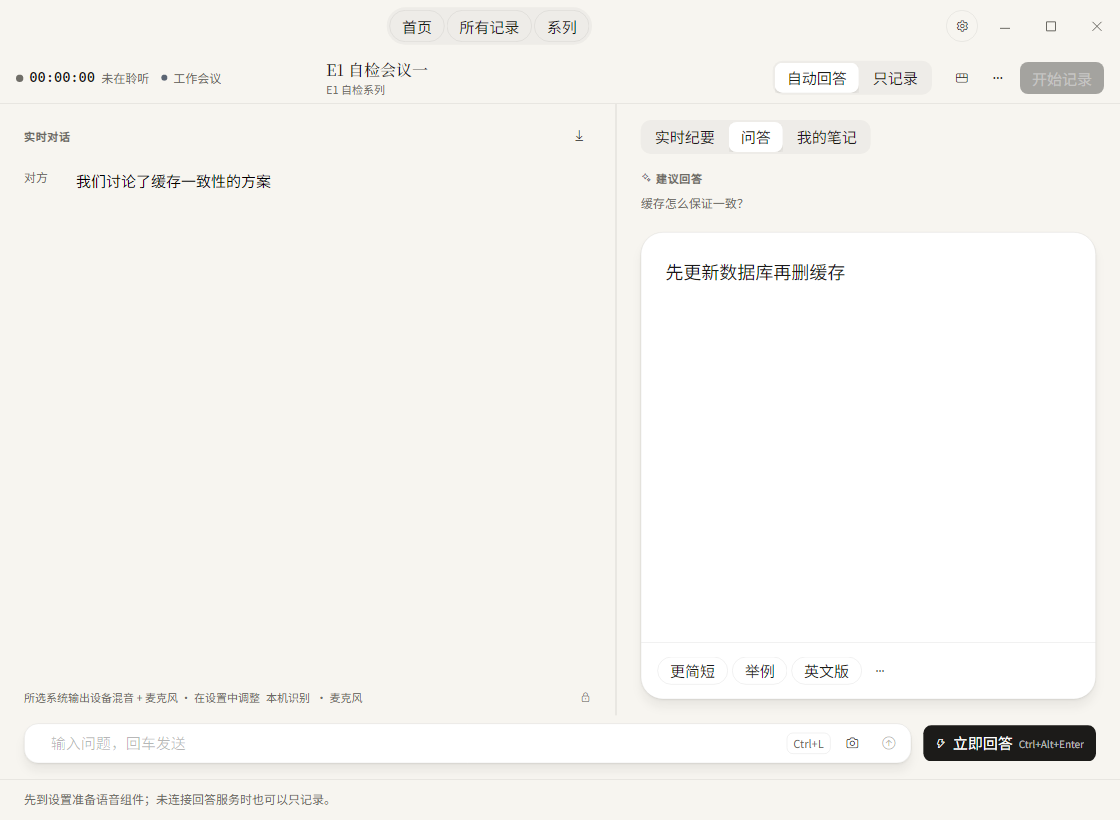 首页 所有记录 系列
00:00:00 未在聆听 工作会议
E1 自检会议一
E1 自检系列
自动回答 只记录 ··· 开始记录
实时对话
对方 我们讨论了缓存一致性的方案
所选系统输出设备混音 + 麦克风 · 在设置中调整 本机识别 · 麦克风
实时纪要 问答 我的笔记
建议回答
缓存怎么保证一致?
先更新数据库再删缓存
更简短 举例 英文版 ···
输入问题，回车发送 Ctrl+L
立即回答 Ctrl+Alt+Enter
先到设置准备语音组件；未连接回答服务时也可以只记录。